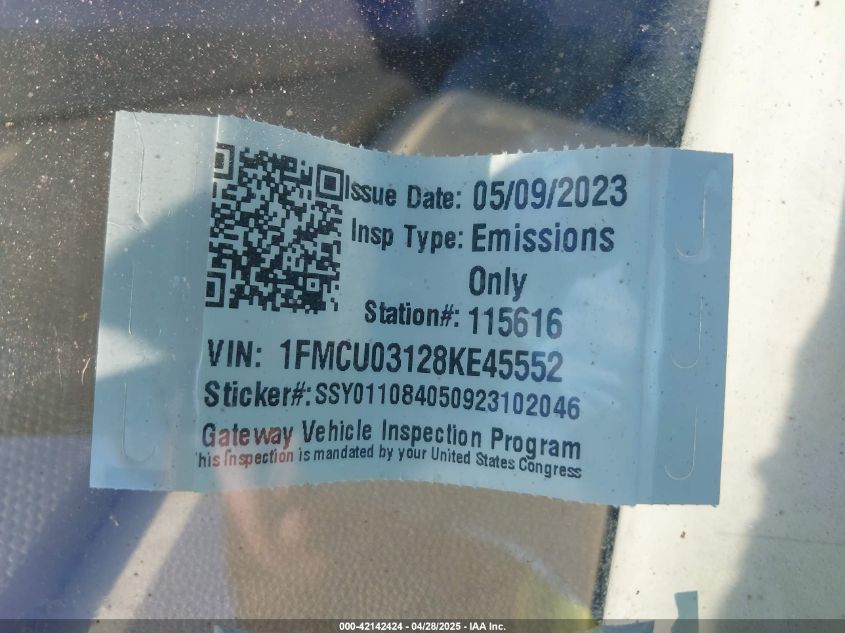 Issue Date: 05/09/2023
Insp Type: Emissions
Only
Station#: 115616
VIN: 1FMCU03128KE45552
Sticker#: SSY011084050923102046
Gateway Vehicle Inspection Program
his Inspection is mandated by your United States Congress
000-42142424 - 04/28/2025 - IAA Inc.